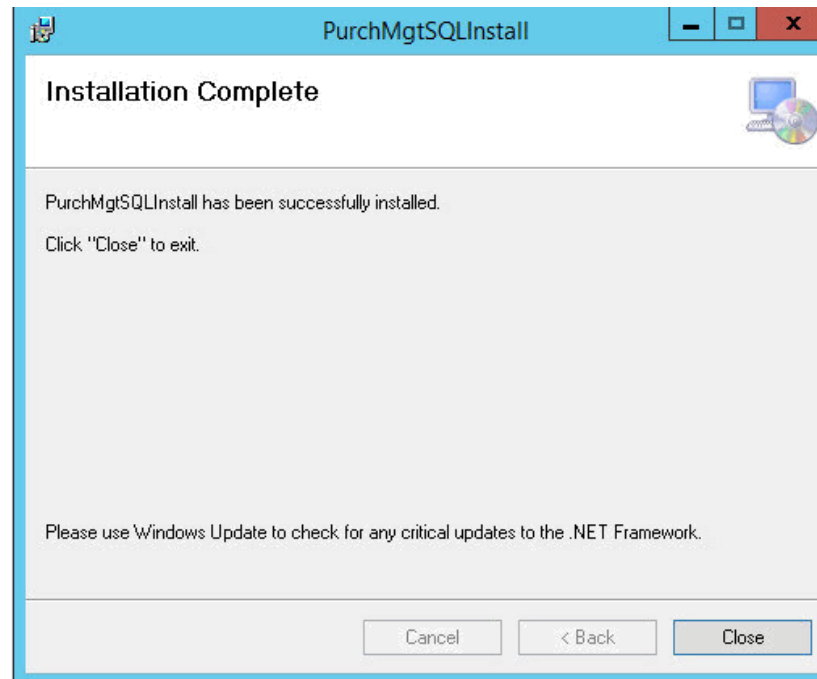 PurchMgtSQLInstall
Installation Complete
PurchMgtSQLInstall has been successfully installed.
Click "Close" to exit.
Please use Windows Update to check for any critical updates to the .NET Framework.
Cancel
< Back
Close